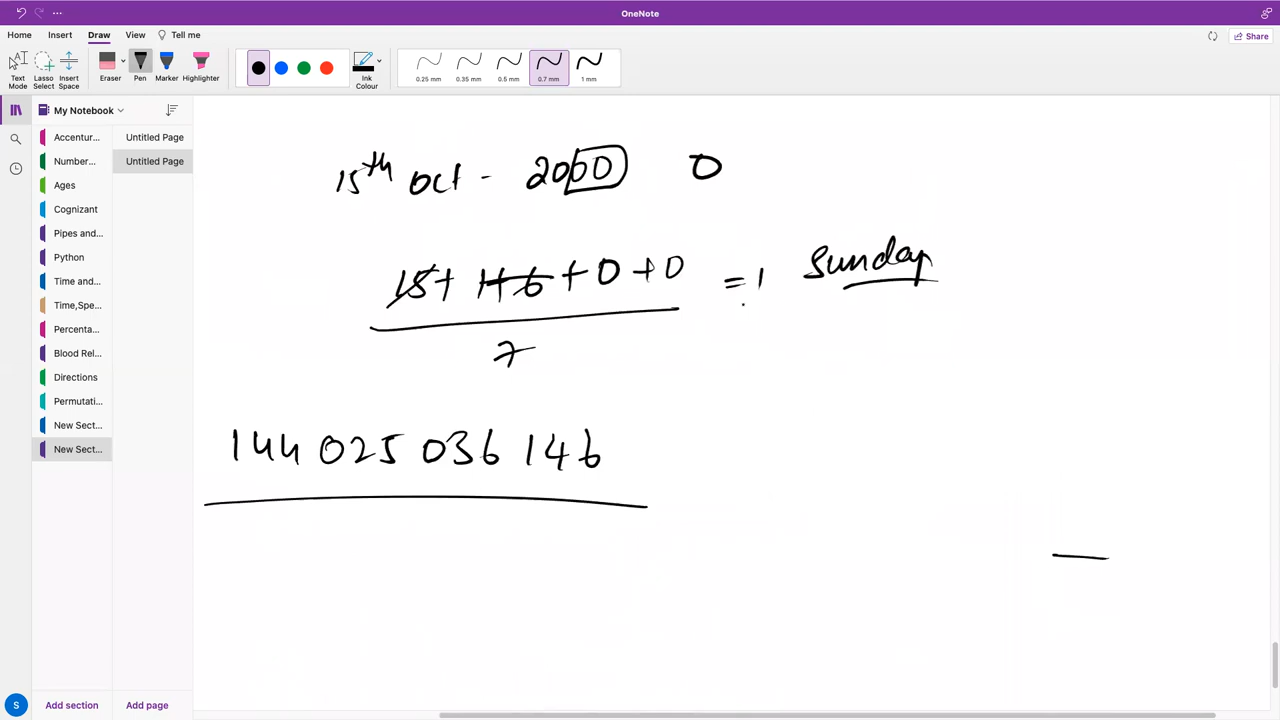 OneNote
Home Insert Draw View Tell me
Share
Text Mode
Lasso Select
Insert Space
Eraser
Pen
Marker
Highlighter
Ink Colour
0.25 mm 0.35 mm 0.5 mm 0.7 mm 1 mm
My Notebook
Accentur...
Number...
Ages
Cognizant
Pipes and...
Python
Time and...
Time,Spe...
Percenta...
Blood Rel...
Directions
Permutati...
New Sect...
New Sect...
Untitled Page
Untitled Page
15th Oct - 2000 0
15 + 1 + 6 + 0 + 0 = 1 Sunday
7
144 025 036 146
S
Add section Add page